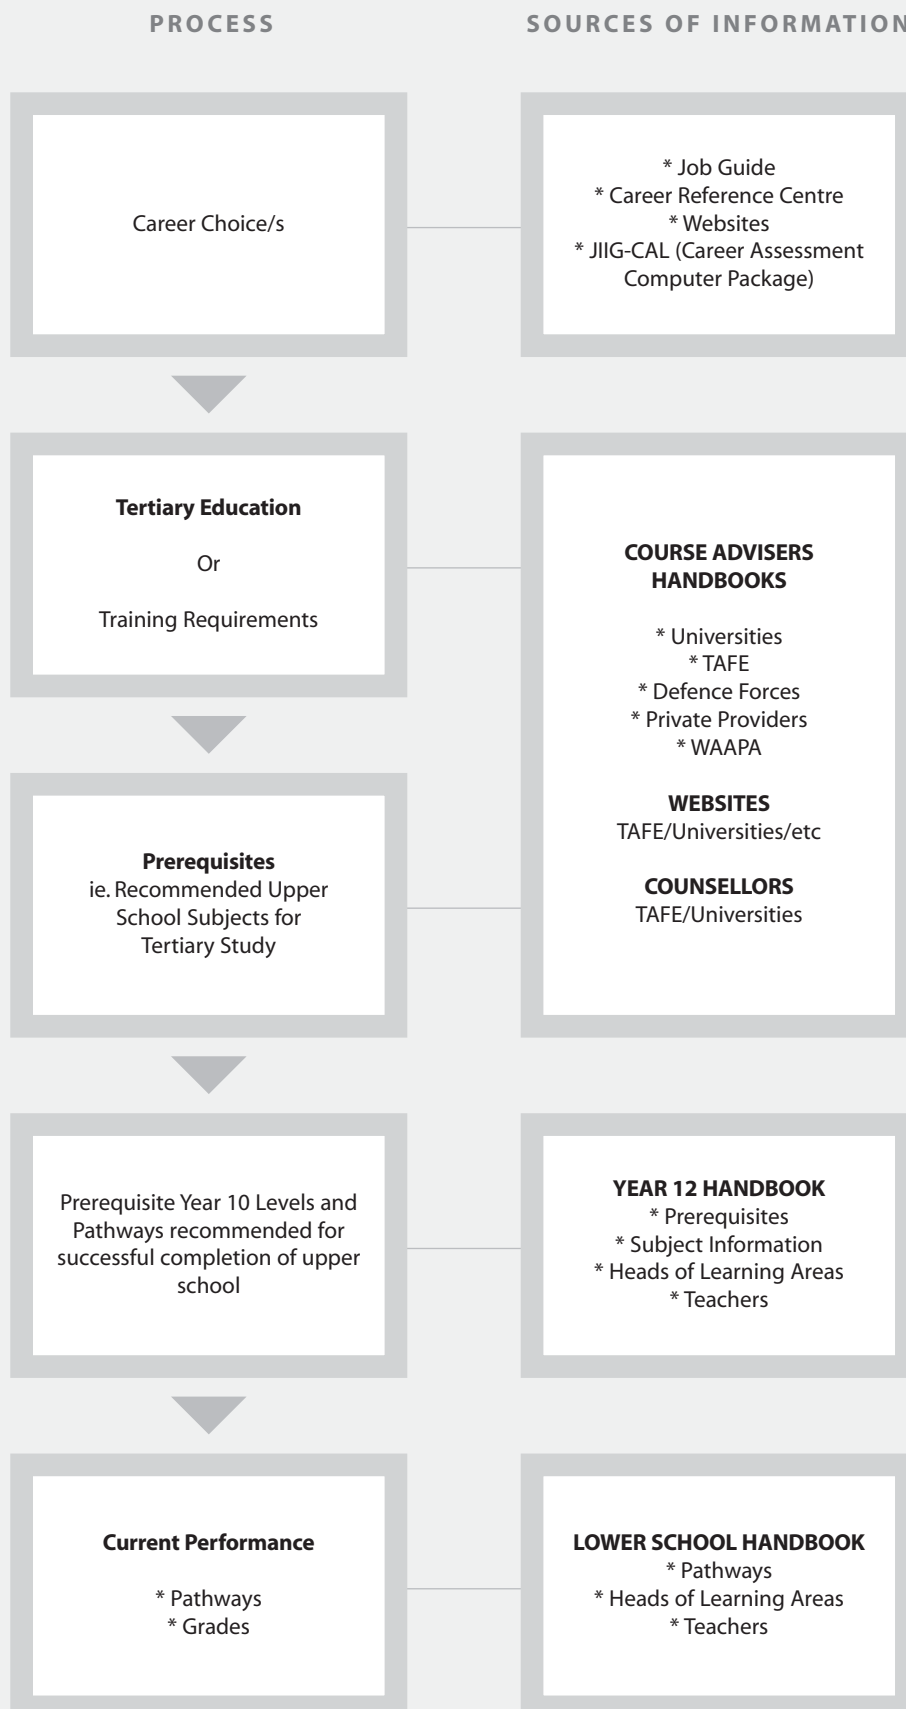 PROCESS
SOURCES OF INFORMATION
Career Choice/s
* Job Guide
* Career Reference Centre
* Websites
* JIIG-CAL (Career Assessment
Computer Package)
Tertiary Education
Or
Training Requirements
COURSE ADVISERS
HANDBOOKS
* Universities
* TAFE
* Defence Forces
* Private Providers
* WAAPA
WEBSITES
TAFE/Universities/etc
COUNSELLORS
TAFE/Universities
Prerequisites
ie. Recommended Upper
School Subjects for
Tertiary Study
Prerequisite Year 10 Levels and
Pathways recommended for
successful completion of upper
school
YEAR 12 HANDBOOK
* Prerequisites
* Subject Information
* Heads of Learning Areas
* Teachers
Current Performance
* Pathways
* Grades
LOWER SCHOOL HANDBOOK
* Pathways
* Heads of Learning Areas
* Teachers